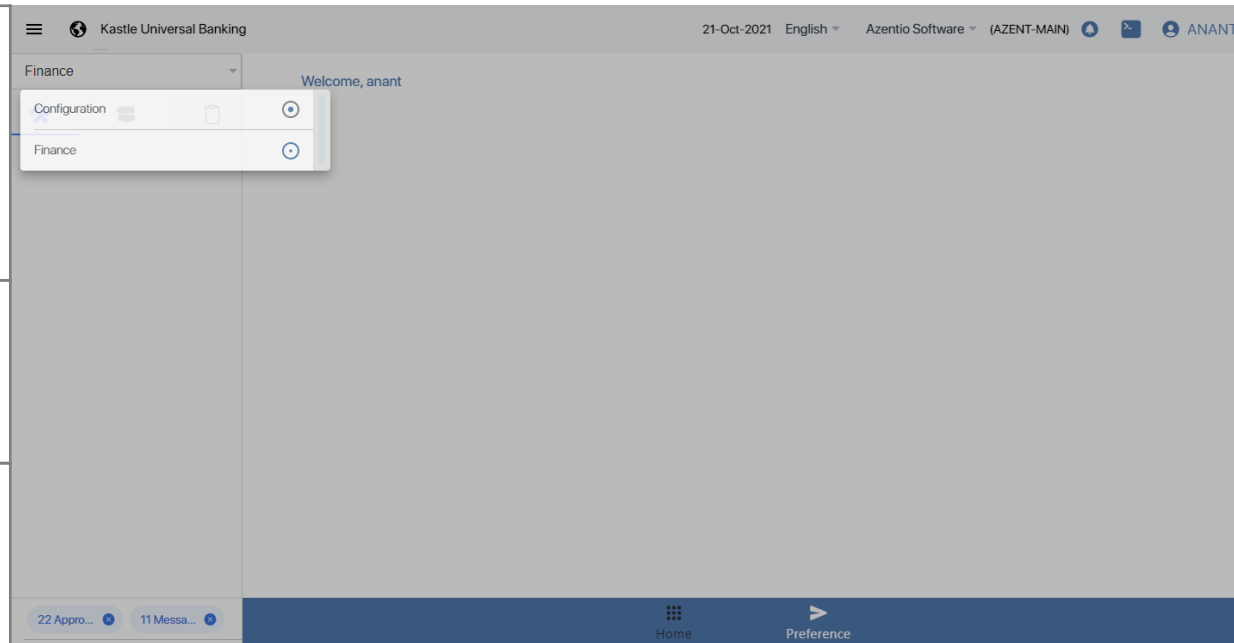 Kastle Universal Banking 21-Oct-2021 English Azentio Software (AZENT-MAIN) ANANT
Finance
Welcome, anant
Configuration
Finance
22 Appro... 11 Messa...
Home Preference